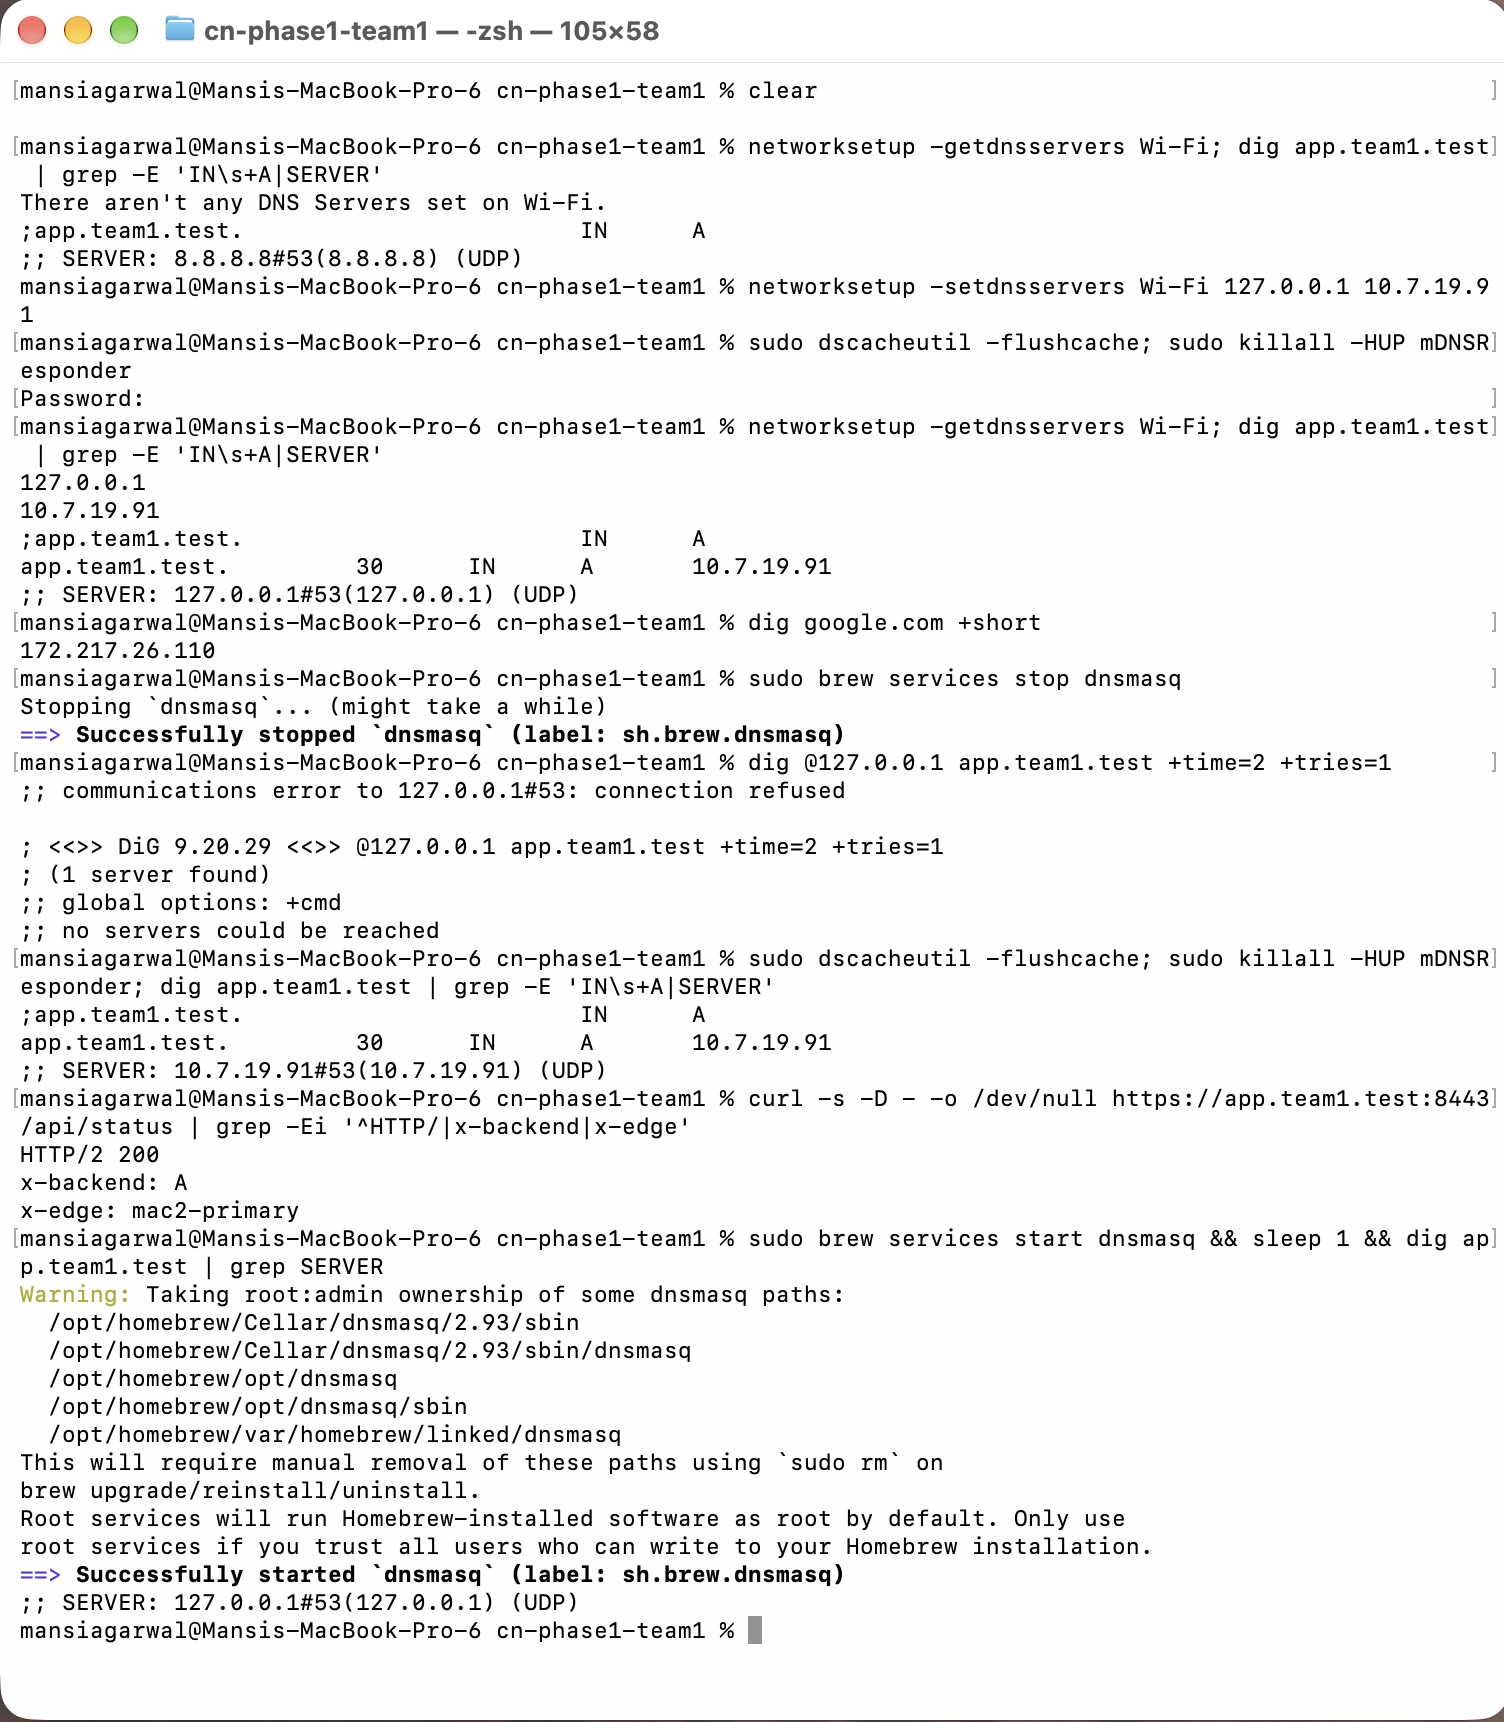 cn-phase1-team1 — -zsh — 105×58
[mansiagarwal@Mansis-MacBook-Pro-6 cn-phase1-team1 % clear ]
[mansiagarwal@Mansis-MacBook-Pro-6 cn-phase1-team1 % networksetup -getdnsservers Wi-Fi; dig app.team1.test]
 | grep -E 'IN\s+A|SERVER'
There aren't any DNS Servers set on Wi-Fi.
;app.team1.test. IN A
;; SERVER: 8.8.8.8#53(8.8.8.8) (UDP)
mansiagarwal@Mansis-MacBook-Pro-6 cn-phase1-team1 % networksetup -setdnsservers Wi-Fi 127.0.0.1 10.7.19.9
1
[mansiagarwal@Mansis-MacBook-Pro-6 cn-phase1-team1 % sudo dscacheutil -flushcache; sudo killall -HUP mDNSR]
esponder
[Password: ]
[mansiagarwal@Mansis-MacBook-Pro-6 cn-phase1-team1 % networksetup -getdnsservers Wi-Fi; dig app.team1.test]
 | grep -E 'IN\s+A|SERVER'
127.0.0.1
10.7.19.91
;app.team1.test. IN A
app.team1.test. 30 IN A 10.7.19.91
;; SERVER: 127.0.0.1#53(127.0.0.1) (UDP)
[mansiagarwal@Mansis-MacBook-Pro-6 cn-phase1-team1 % dig google.com +short ]
172.217.26.110
[mansiagarwal@Mansis-MacBook-Pro-6 cn-phase1-team1 % sudo brew services stop dnsmasq ]
Stopping `dnsmasq`... (might take a while)
==> Successfully stopped `dnsmasq` (label: sh.brew.dnsmasq)
[mansiagarwal@Mansis-MacBook-Pro-6 cn-phase1-team1 % dig @127.0.0.1 app.team1.test +time=2 +tries=1 ]
;; communications error to 127.0.0.1#53: connection refused
; <<>> DiG 9.20.29 <<>> @127.0.0.1 app.team1.test +time=2 +tries=1
; (1 server found)
;; global options: +cmd
;; no servers could be reached
[mansiagarwal@Mansis-MacBook-Pro-6 cn-phase1-team1 % sudo dscacheutil -flushcache; sudo killall -HUP mDNSR]
esponder; dig app.team1.test | grep -E 'IN\s+A|SERVER'
;app.team1.test. IN A
app.team1.test. 30 IN A 10.7.19.91
;; SERVER: 10.7.19.91#53(10.7.19.91) (UDP)
[mansiagarwal@Mansis-MacBook-Pro-6 cn-phase1-team1 % curl -s -D - -o /dev/null https://app.team1.test:8443]
/api/status | grep -Ei '^HTTP/|x-backend|x-edge'
HTTP/2 200
x-backend: A
x-edge: mac2-primary
[mansiagarwal@Mansis-MacBook-Pro-6 cn-phase1-team1 % sudo brew services start dnsmasq && sleep 1 && dig ap]
p.team1.test | grep SERVER
Warning: Taking root:admin ownership of some dnsmasq paths:
  /opt/homebrew/Cellar/dnsmasq/2.93/sbin
  /opt/homebrew/Cellar/dnsmasq/2.93/sbin/dnsmasq
  /opt/homebrew/opt/dnsmasq
  /opt/homebrew/opt/dnsmasq/sbin
  /opt/homebrew/var/homebrew/linked/dnsmasq
This will require manual removal of these paths using `sudo rm` on
brew upgrade/reinstall/uninstall.
Root services will run Homebrew-installed software as root by default. Only use
root services if you trust all users who can write to your Homebrew installation.
==> Successfully started `dnsmasq` (label: sh.brew.dnsmasq)
;; SERVER: 127.0.0.1#53(127.0.0.1) (UDP)
mansiagarwal@Mansis-MacBook-Pro-6 cn-phase1-team1 %